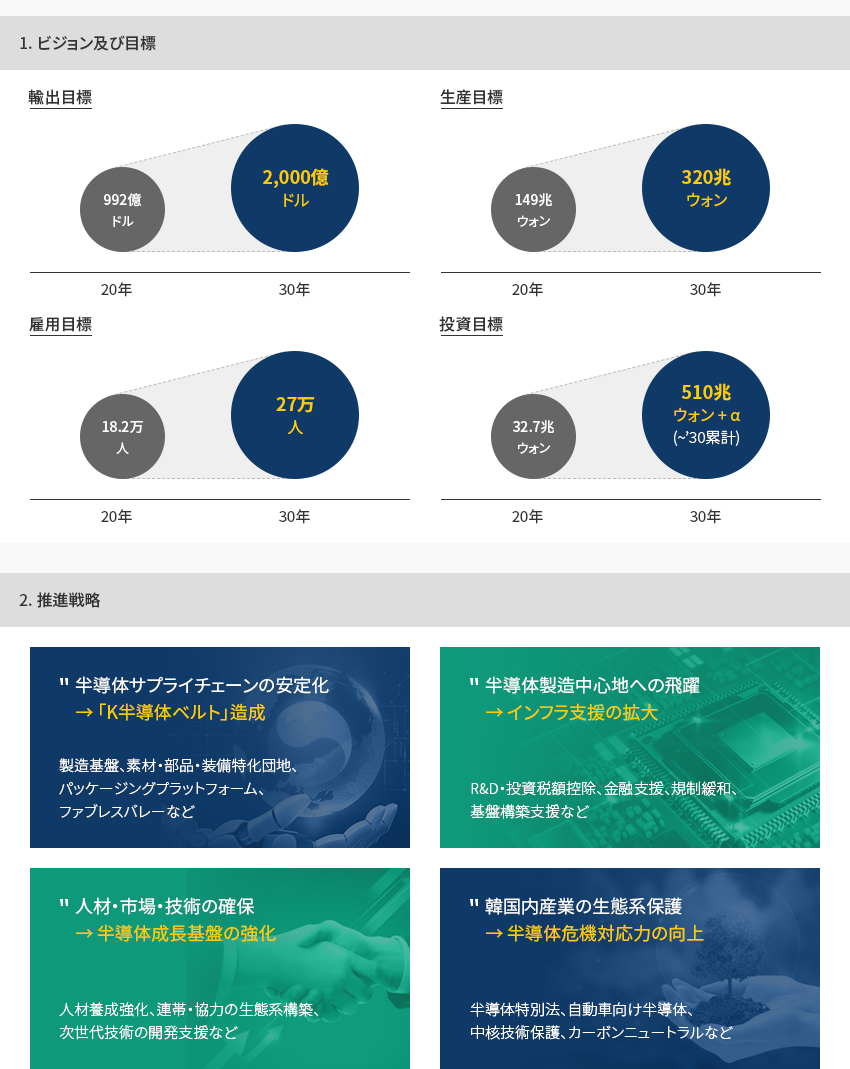 1. ビジョン及び目標
輸出目標
992億
ドル
2,000億
ドル
20年
30年
生産目標
149兆
ウォン
320兆
ウォン
20年
30年
雇用目標
18.2万
人
27万
人
20年
30年
投資目標
32.7兆
ウォン
510兆
ウォン + α
(~’30累計)
20年
30年
2. 推進戦略
" 半導体サプライチェーンの安定化
→ 「K半導体ベルト」造成
製造基盤、素材・部品・装備特化団地、
パッケージングプラットフォーム、
ファブレスバレーなど
" 半導体製造中心地への飛躍
→ インフラ支援の拡大
R&D・投資税額控除、金融支援、規制緩和、
基盤構築支援など
" 人材・市場・技術の確保
→ 半導体成長基盤の強化
人材養成強化、連帯・協力の生態系構築、
次世代技術の開発支援など
" 韓国内産業の生態系保護
→ 半導体危機対応力の向上
半導体特別法、自動車向け半導体、
中核技術保護、カーボンニュートラルなど